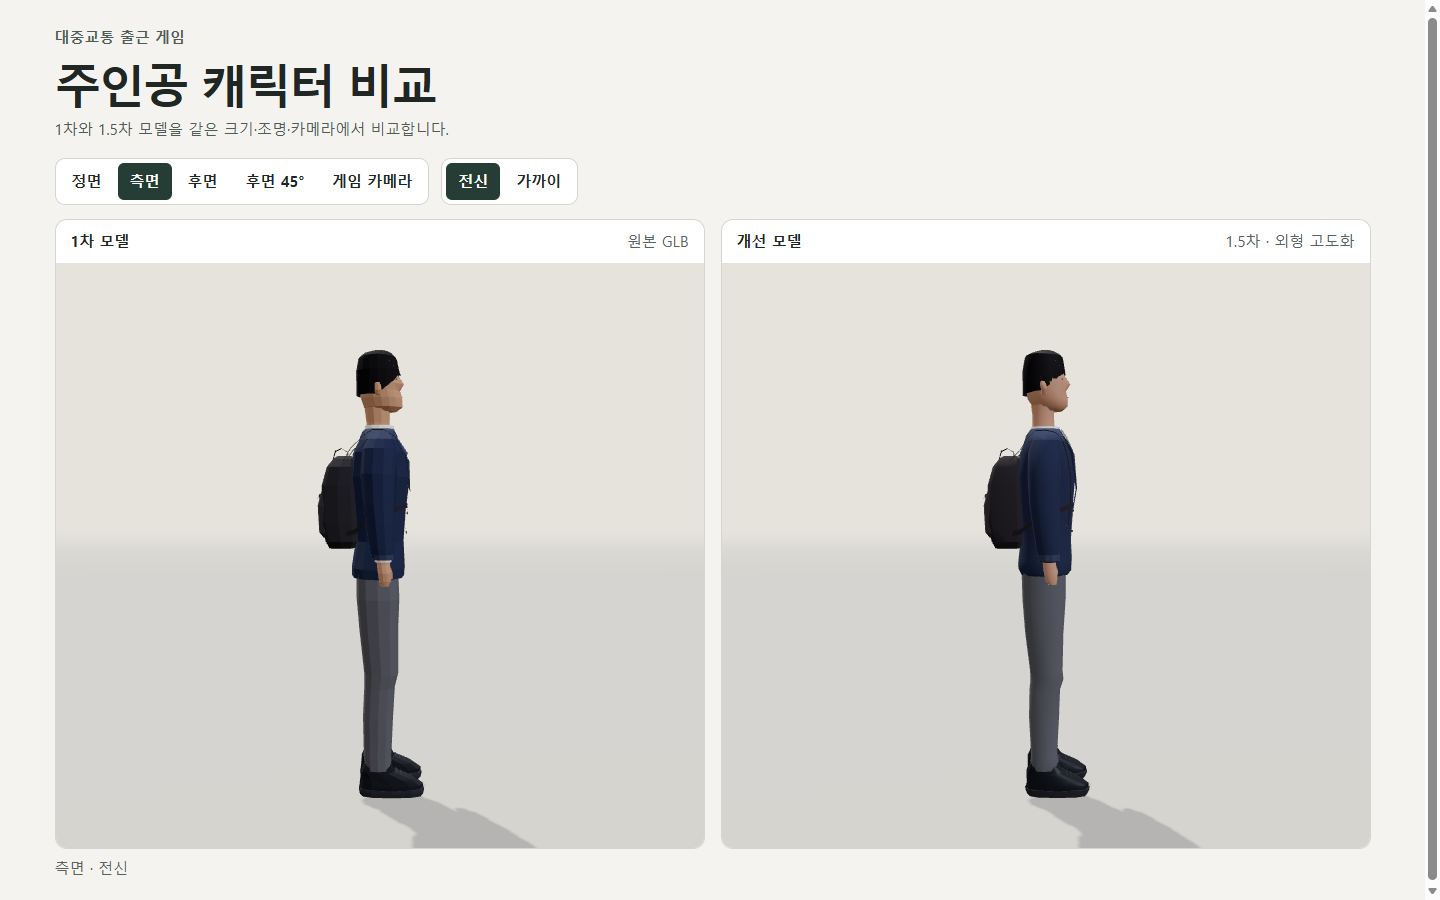 대중교통 출근 게임
주인공 캐릭터 비교
1차와 1.5차 모델을 같은 크기·조명·카메라에서 비교합니다.
정면 측면 후면 후면 45° 게임 카메라 전신 가까이
1차 모델 원본 GLB
개선 모델 1.5차 · 외형 고도화
측면 · 전신